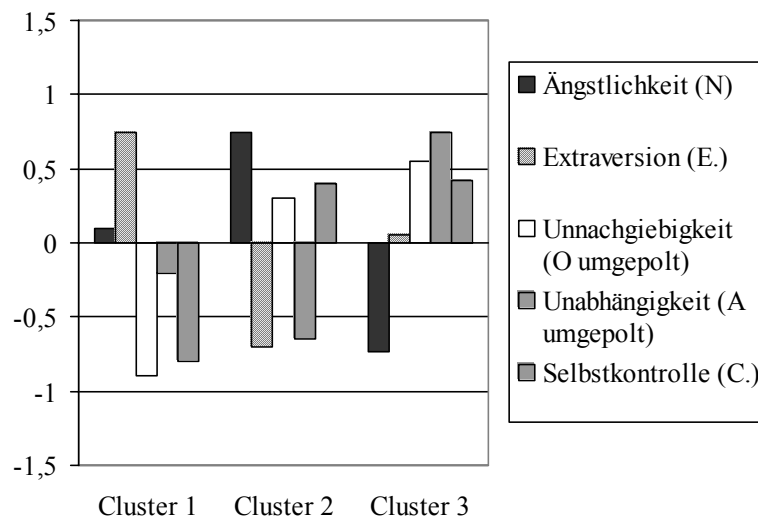 1,5
1
0,5
0
-0,5
-1
-1,5
Cluster 1 Cluster 2 Cluster 3
Ängstlichkeit (N)
Extraversion (E.)
Unnachgiebigkeit
(O umgepolt)
Unabhängigkeit (A
umgepolt)
Selbstkontrolle (C.)